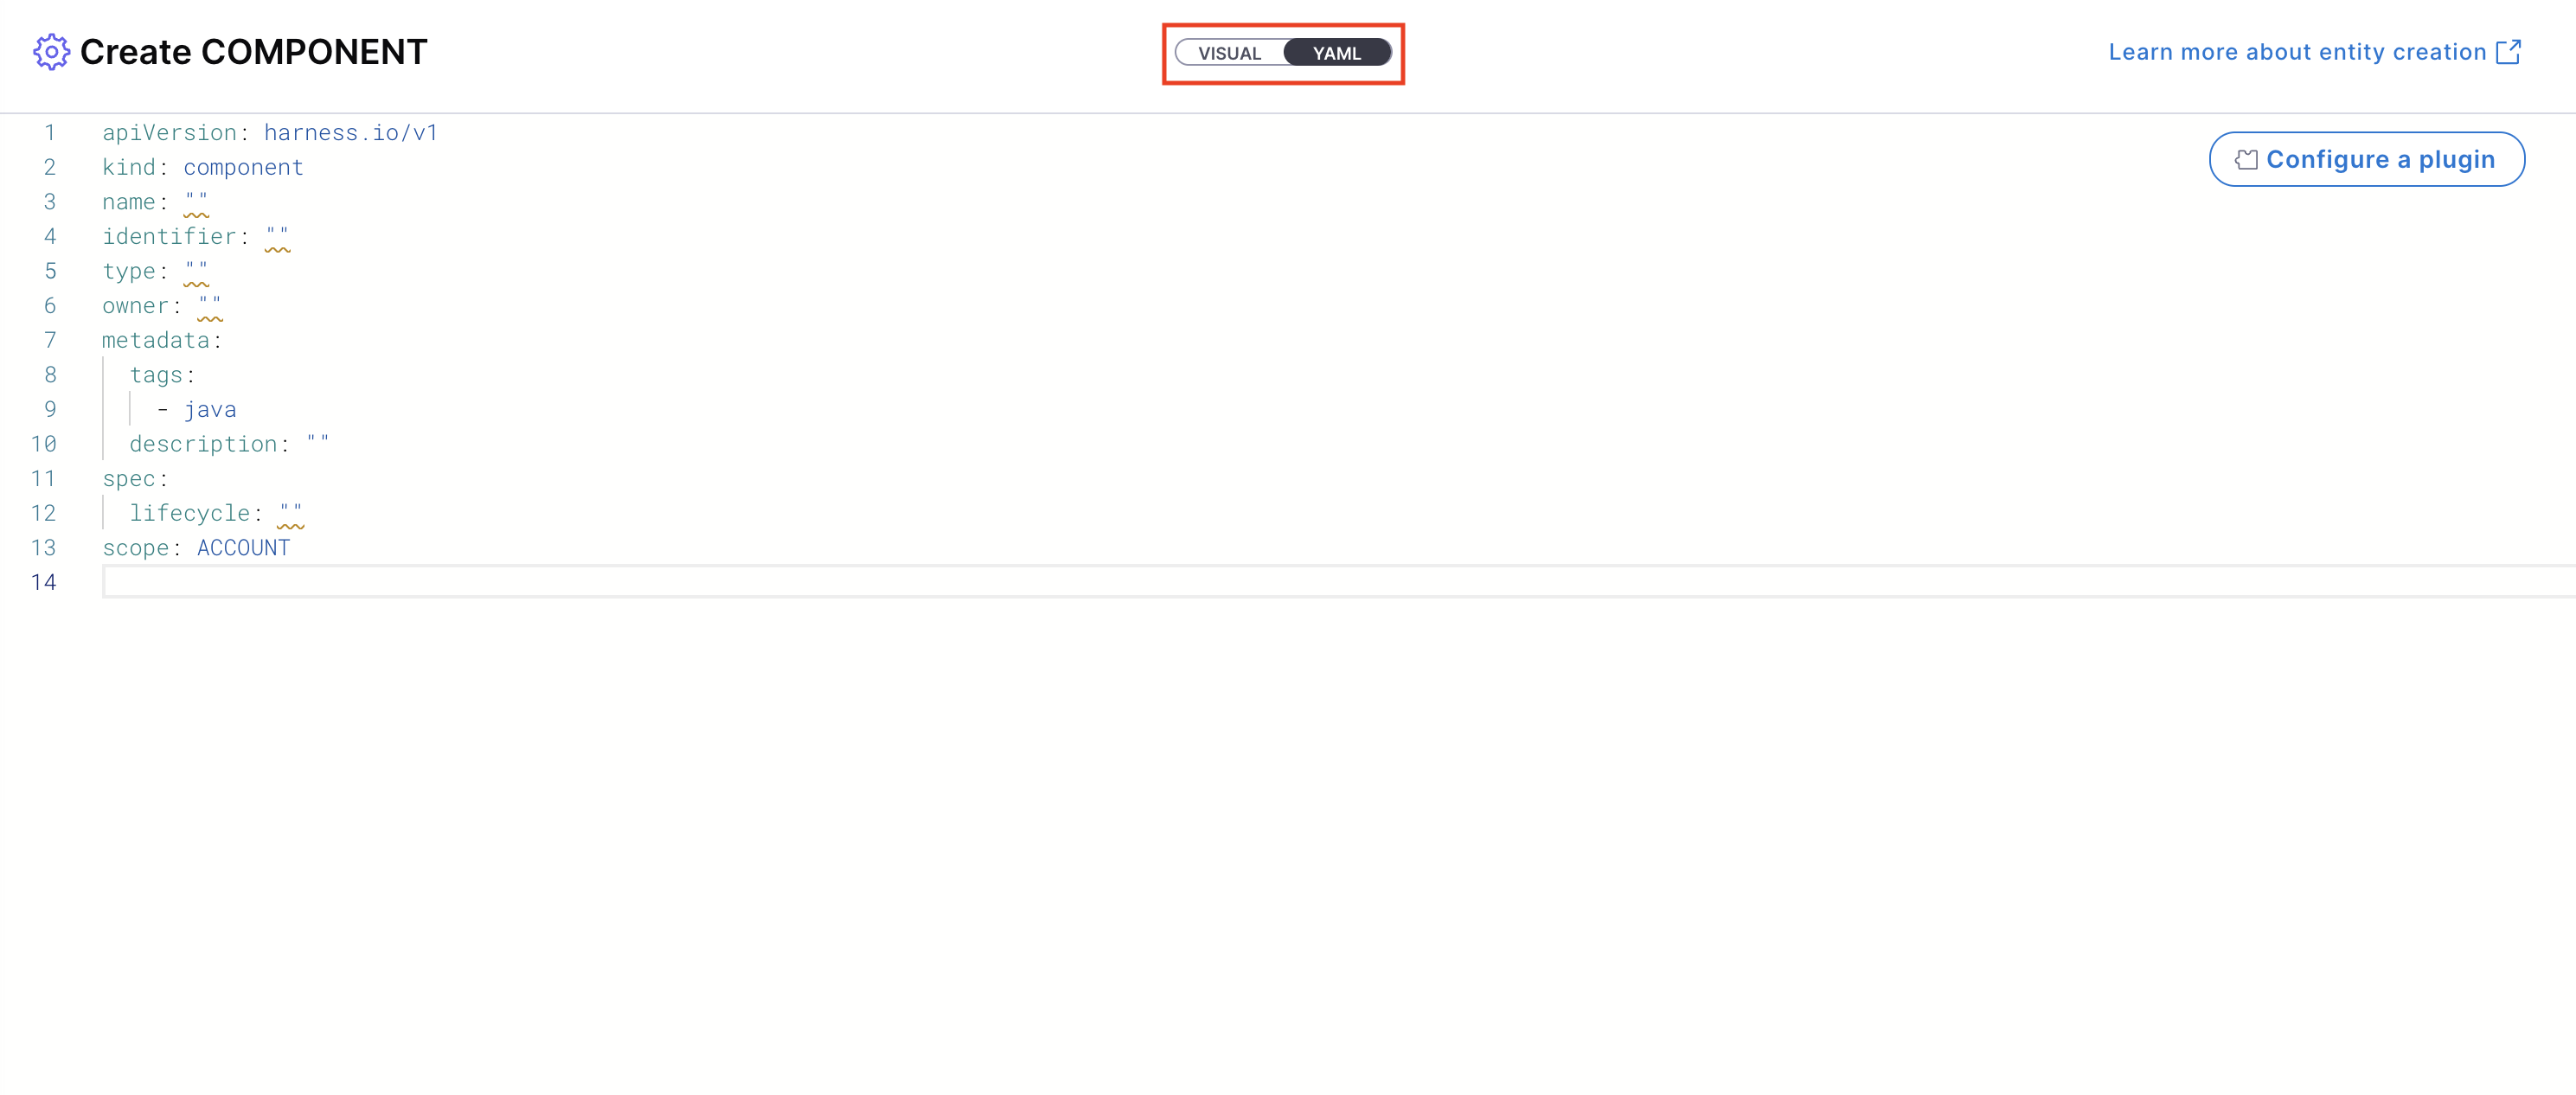 Create COMPONENT
VISUAL YAML
Learn more about entity creation
1 apiVersion: harness.io/v1
Configure a plugin
2 kind: component
3 name: ""
4 identifier: ""
5 type: ""
6 owner: ""
7 metadata:
8 tags:
9 - java
10 description: ""
11 spec:
12 lifecycle: ""
13 scope: ACCOUNT
14